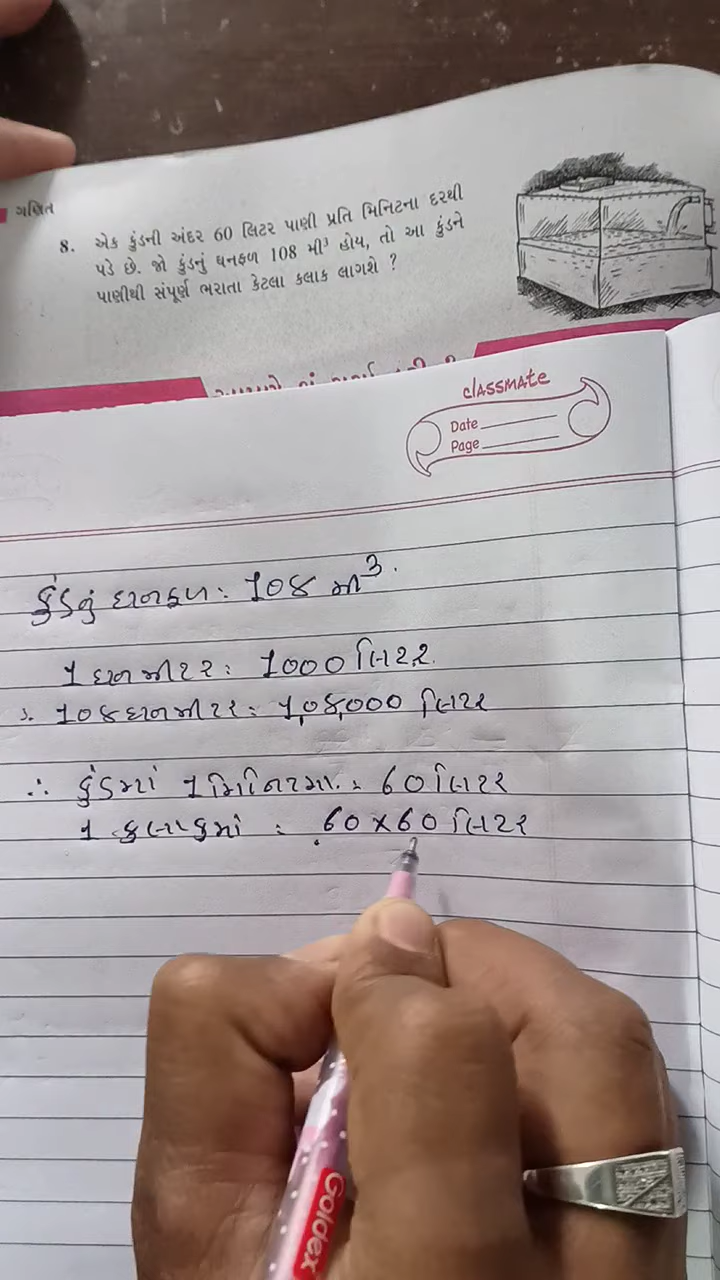 ગણિત
8. એક કુંડની અંદર 60 લિટર પાણી પ્રતિ મિનિટના દરથી
પડે છે. જો કુંડનું ઘનફળ 108 મી³ હોય, તો આ કુંડને
પાણીથી સંપૂર્ણ ભરાતા કેટલા કલાક લાગશે ?
classmate
Date
Page
કુંડનું ઘનફળ = 108 મી³.
1 ઘન મીટર = 1000 લિટર.
∴ 108 ઘન મીટર = 1,08,000 લિટર
∴ કુંડમાં 1 મિનિટમા = 60 લિટર
1 કલાકમાં = 60 × 60 લિટર
Goldex